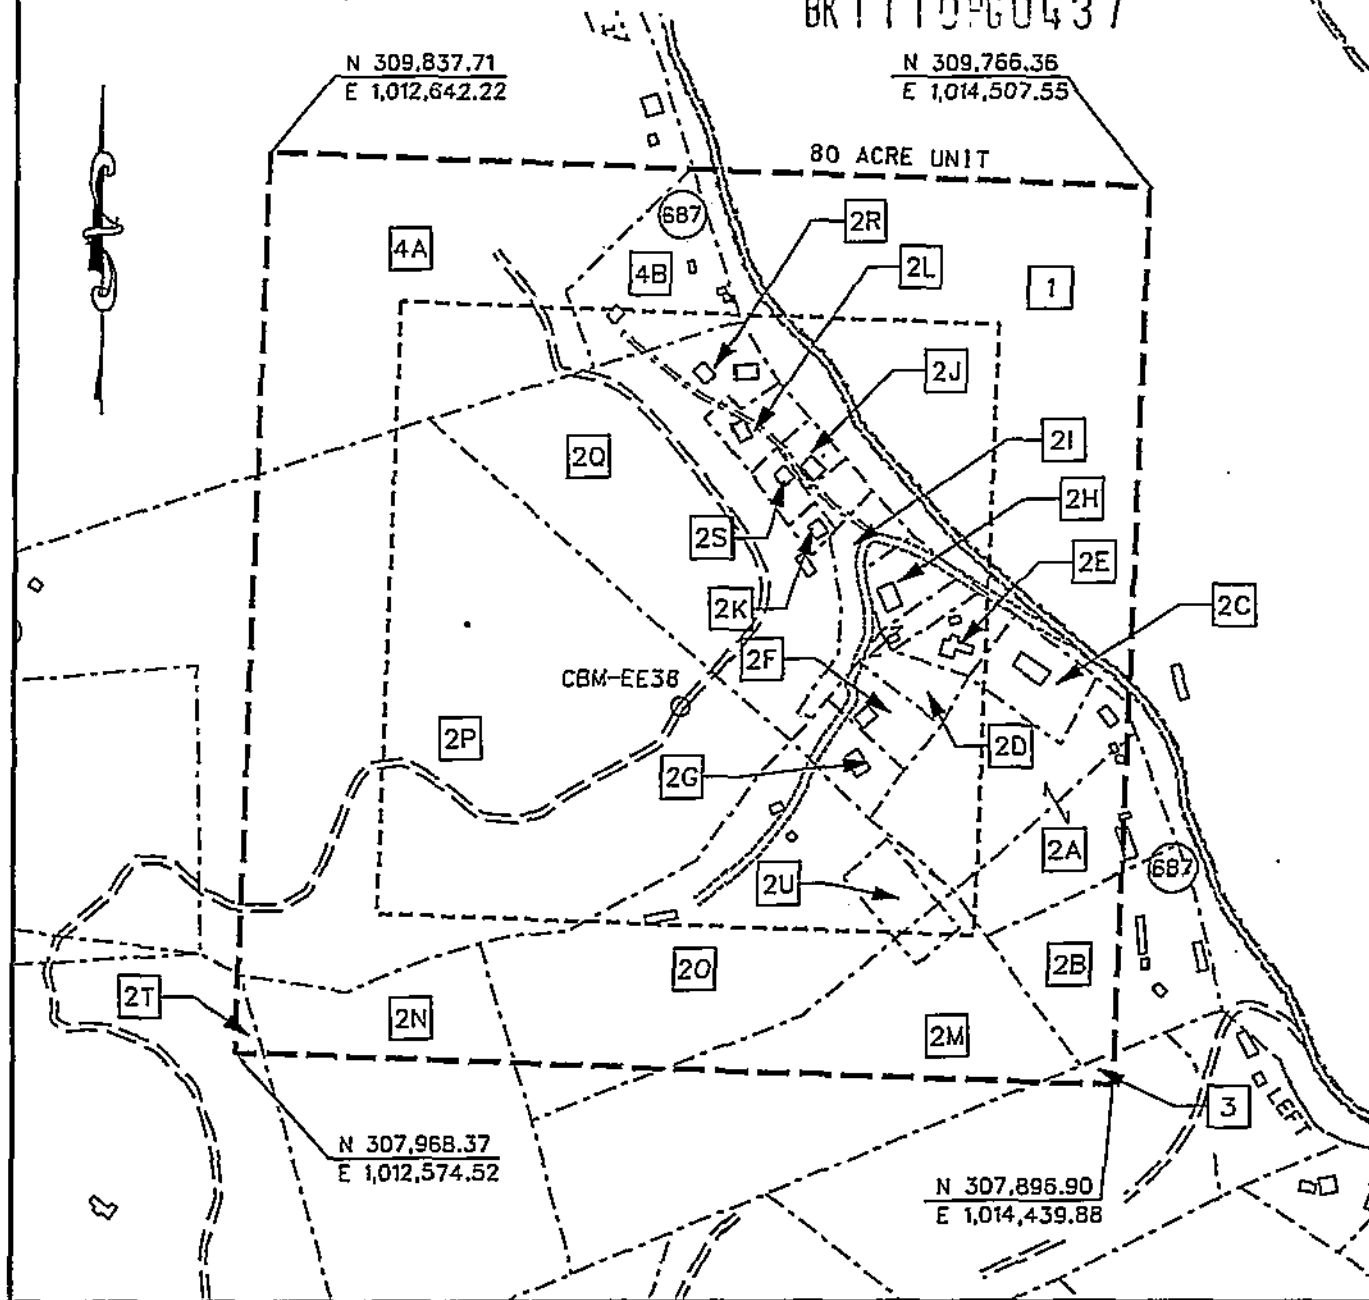 BK1110PG0437
N 309,837.71
E 1,012,642.22
N 309,766.36
E 1,014,507.55
80 ACRE UNIT
687
2R
4A
4B
2L
1
2J
2I
2Q
2H
2S
2E
2K
2C
2F
CBM-EE38
2P
2D
2G
2A
687
2U
2O
2B
2T
2N
2M
3
LEFT
N 307,968.37
E 1,012,574.52
N 307,896.90
E 1,014,439.88